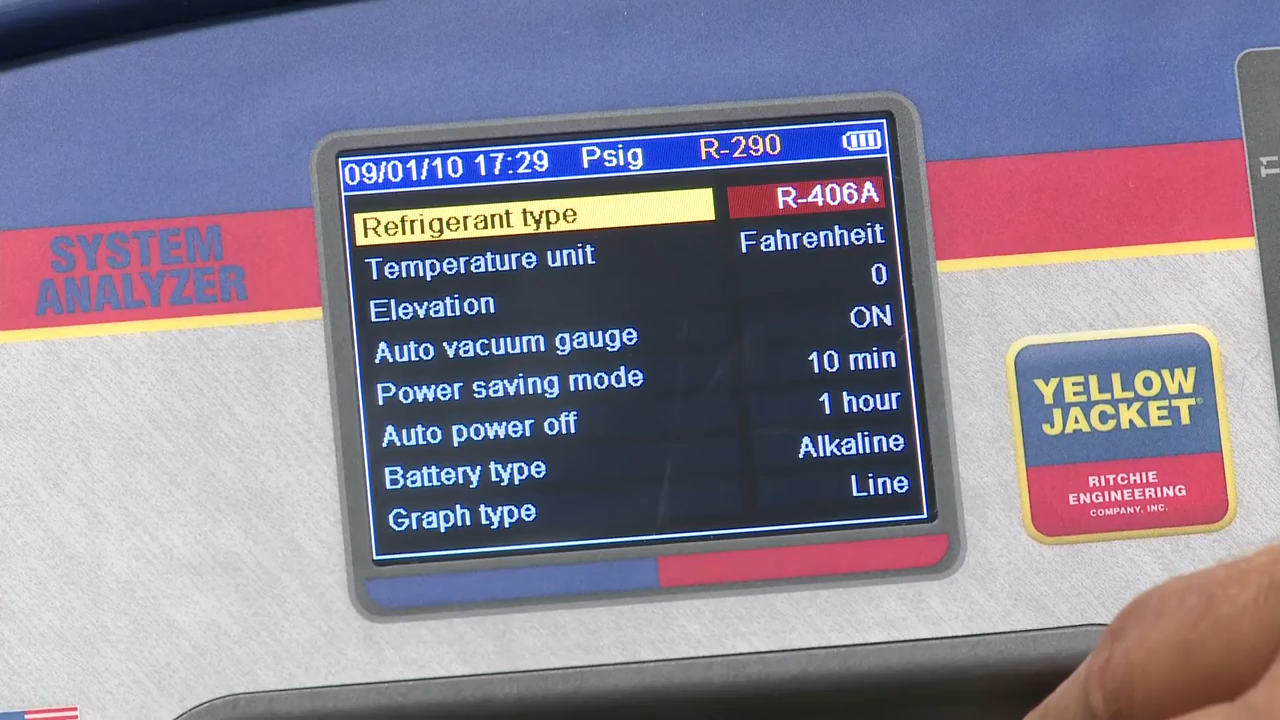 09/01/10 17:29 Psig R-290
Refrigerant type R-406A
Temperature unit Fahrenheit
Elevation 0
Auto vacuum gauge ON
Power saving mode 10 min
Auto power off 1 hour
Battery type Alkaline
Graph type Line
SYSTEM
ANALYZER
YELLOW
JACKET
RITCHIE
ENGINEERING
COMPANY, INC.
T1